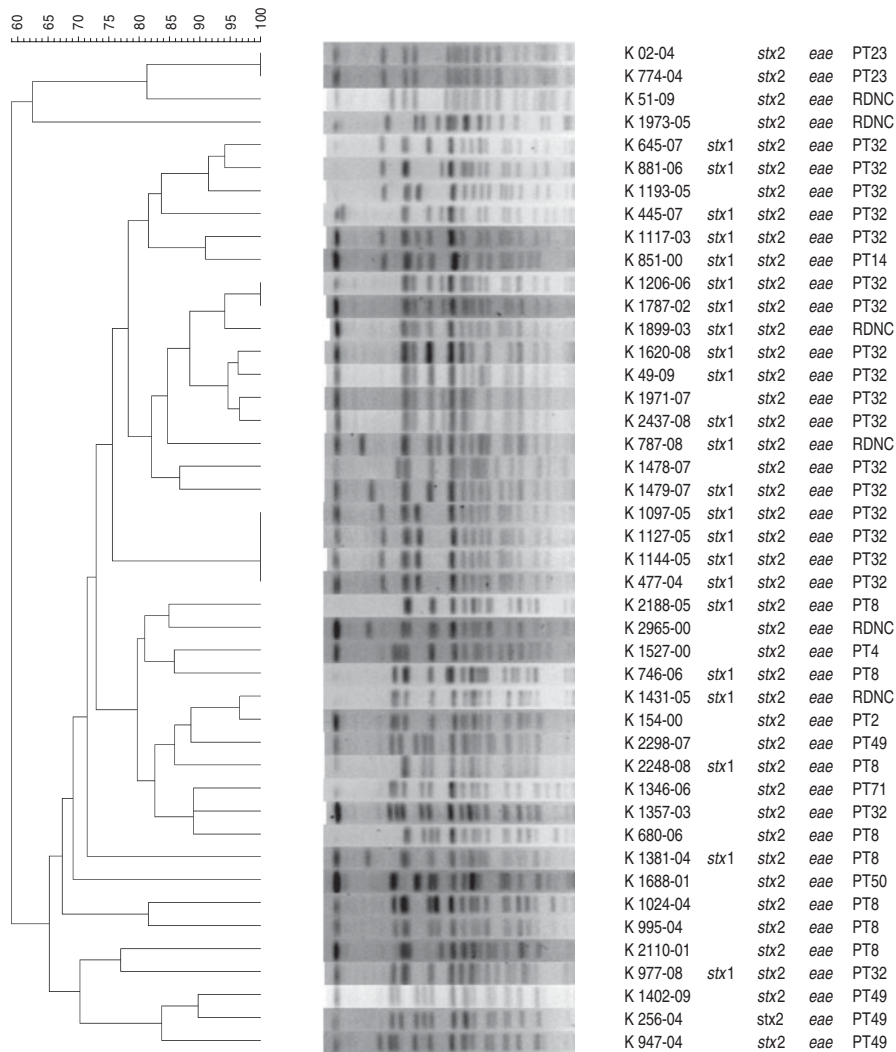 60 70 80 90 100
K 02-04 stx2 eae PT23
K 774-04 stx2 eae PT23
K 51-09 stx2 eae RDNC
K 1973-05 stx2 eae RDNC
K 645-07 stx1 stx2 eae PT32
K 881-06 stx1 stx2 eae PT32
K 1193-05 stx2 eae PT32
K 445-07 stx1 stx2 eae PT32
K 1117-03 stx1 stx2 eae PT32
K 851-00 stx1 stx2 eae PT14
K 1206-06 stx1 stx2 eae PT32
K 1787-02 stx1 stx2 eae PT32
K 1899-03 stx1 stx2 eae RDNC
K 1620-08 stx1 stx2 eae PT32
K 49-09 stx1 stx2 eae PT32
K 1971-07 stx2 eae PT32
K 2437-08 stx1 stx2 eae PT32
K 787-08 stx1 stx2 eae RDNC
K 1478-07 stx2 eae PT32
K 1479-07 stx1 stx2 eae PT32
K 1097-05 stx1 stx2 eae PT32
K 1127-05 stx1 stx2 eae PT32
K 1144-05 stx1 stx2 eae PT32
K 477-04 stx1 stx2 eae PT32
K 2188-05 stx1 stx2 eae PT8
K 2965-00 stx2 eae RDNC
K 1527-00 stx2 eae PT4
K 746-06 stx1 stx2 eae PT8
K 1431-05 stx1 stx2 eae RDNC
K 154-00 stx2 eae PT2
K 2298-07 stx2 eae PT49
K 2248-08 stx1 stx2 eae PT8
K 1346-06 stx2 eae PT71
K 1357-03 stx2 eae PT32
K 680-06 stx2 eae PT8
K 1381-04 stx1 stx2 eae PT8
K 1688-01 stx2 eae PT50
K 1024-04 stx2 eae PT8
K 995-04 stx2 eae PT8
K 2110-01 stx2 eae PT8
K 977-08 stx1 stx2 eae PT32
K 1402-09 stx2 eae PT49
K 256-04 stx2 eae PT49
K 947-04 stx2 eae PT49